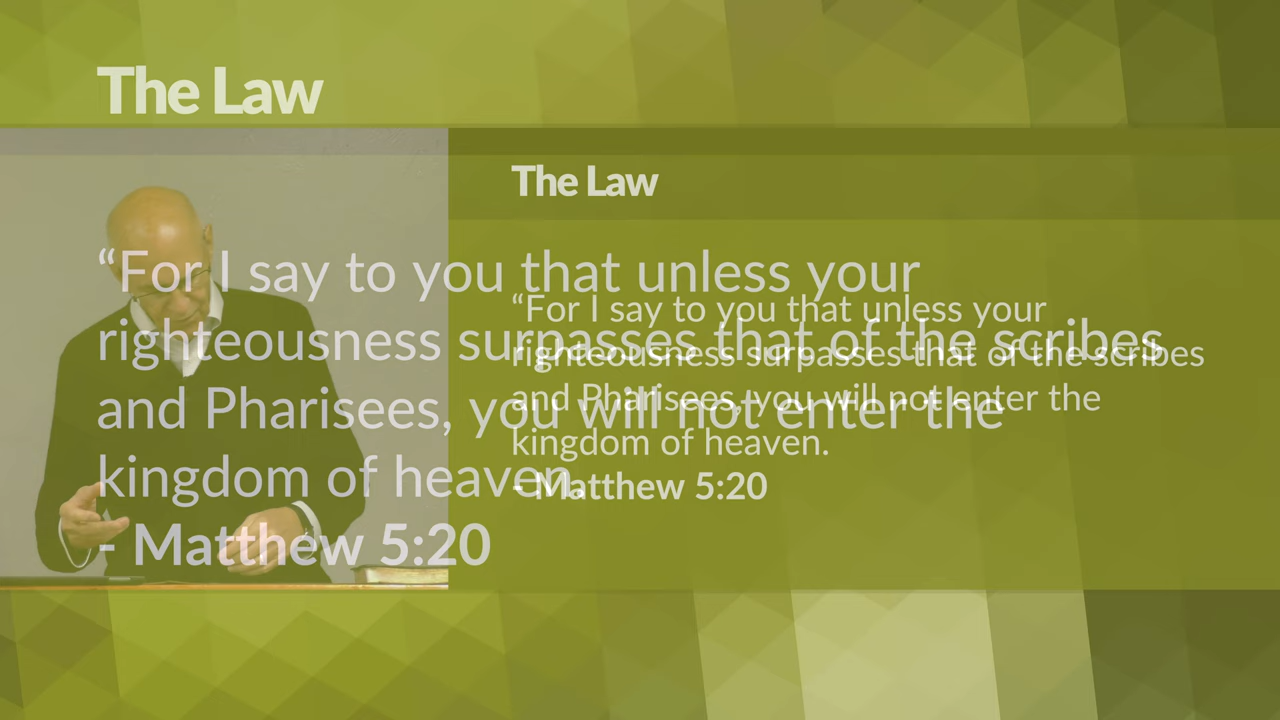 The Law
“For I say to you that unless your
righteousness surpasses that of the scribes
and Pharisees, you will not enter the
kingdom of heaven.
- Matthew 5:20
The Law
“For I say to you that unless your
righteousness surpasses that of the scribes
and Pharisees, you will not enter the
kingdom of heaven.
- Matthew 5:20